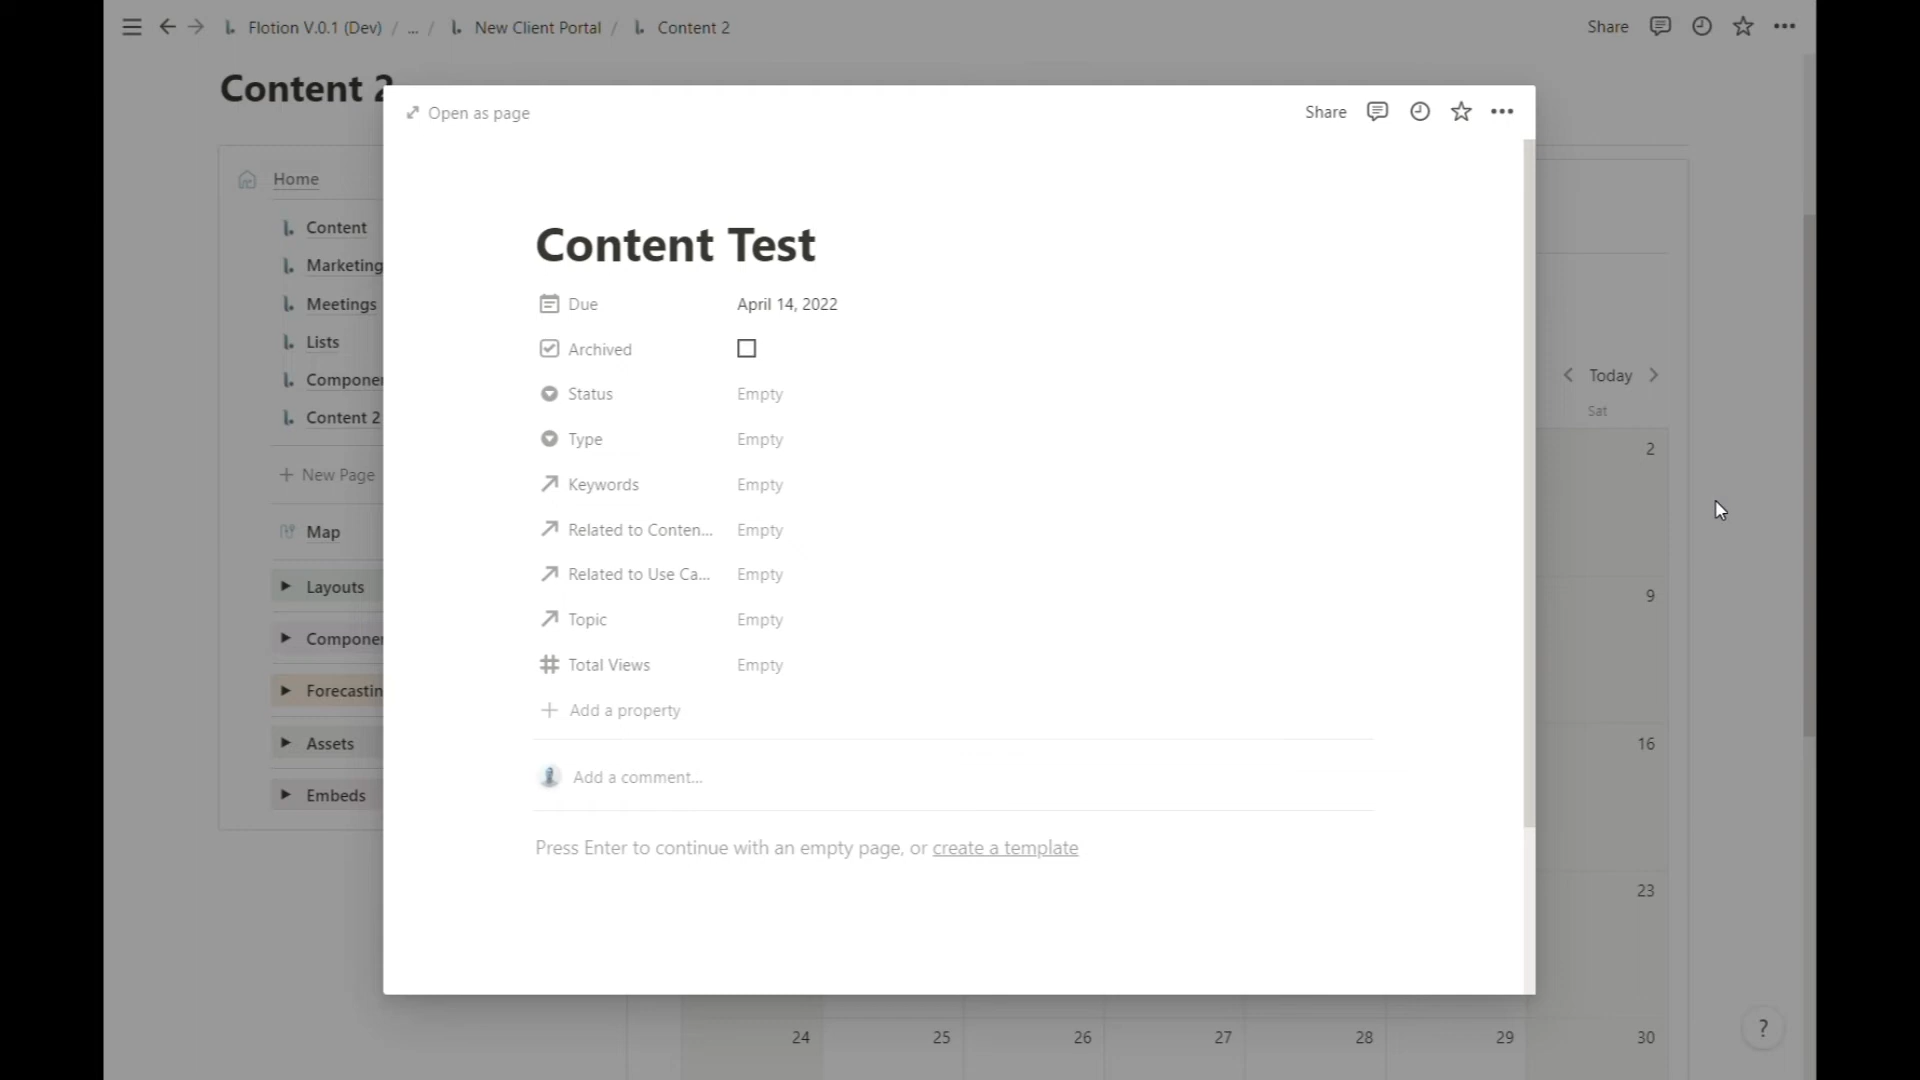 Flotion V.0.1 (Dev) / ... / New Client Portal / Content 2
Share
Content 2
Open as page
Share
Home
Content
Marketing
Meetings
Lists
Componen
Content 2
New Page
Map
Layouts
Componen
Forecastin
Assets
Embeds
Content Test
Due April 14, 2022
Archived
Status Empty
Type Empty
Keywords Empty
Related to Conten... Empty
Related to Use Ca... Empty
Topic Empty
Total Views Empty
Add a property
Add a comment...
Press Enter to continue with an empty page, or create a template
Today
Sat
2
9
16
23
24 25 26 27 28 29 30
?